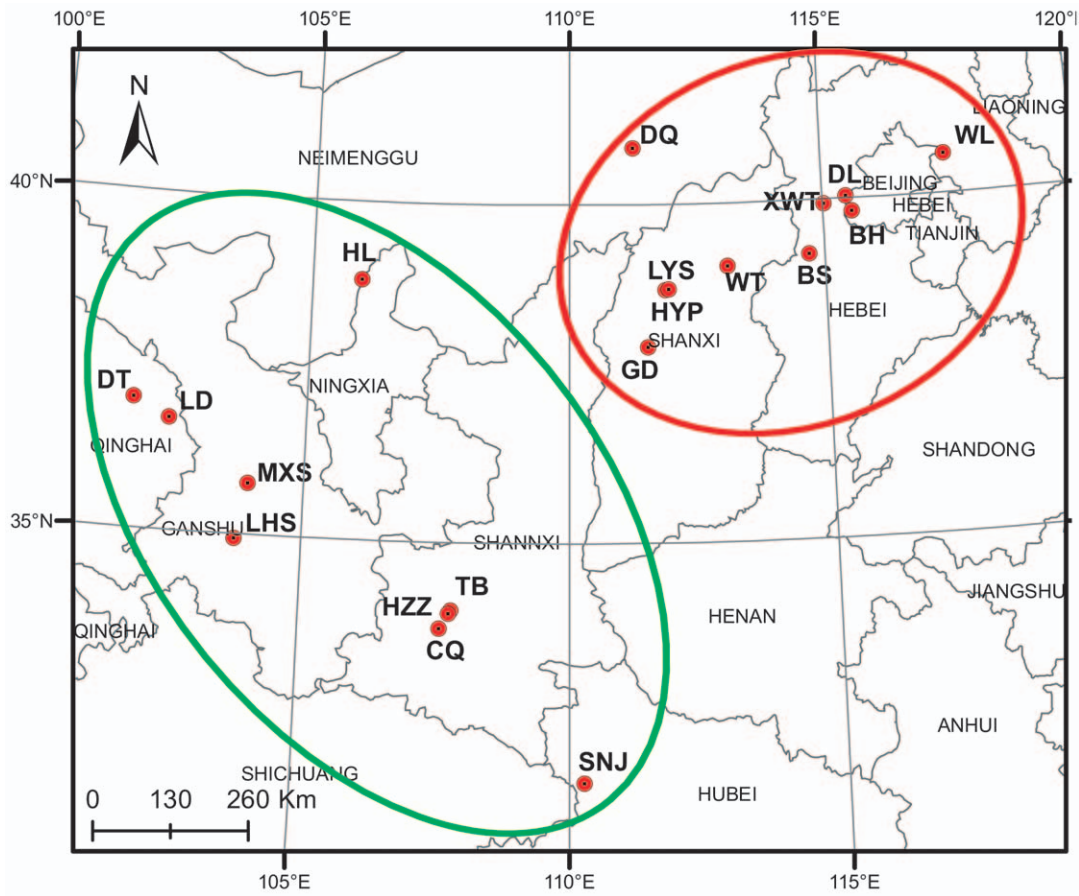 100°E 105°E 110°E 115°E 120°E
N
LIAONING
DQ
WL
NEIMENGGU
40°N
DL
BEIJING
XWT
HEBEI
BH
TIANJIN
HL
LYS
WT
BS
HYP
HEBEI
SHANXI
GD
DT
NINGXIA
LD
QINGHAI
SHANDONG
MXS
35°N
GANSHU
LHS
SHANNXI
TB
JIANGSHU
HZZ
HENAN
QINGHAI
CQ
ANHUI
SNJ
SHICHUANG
HUBEI
0 130 260 Km
105°E 110°E 115°E